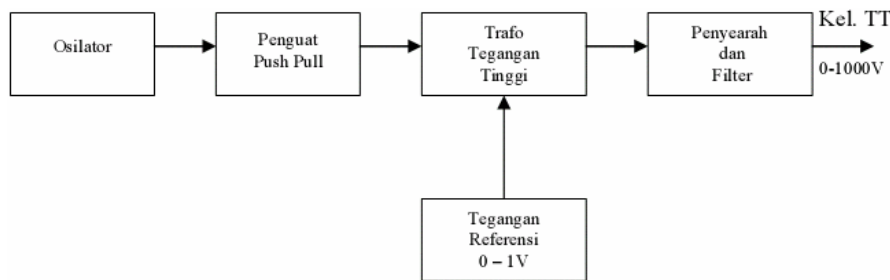 Osilator
Penguat
Push Pull
Trafo
Tegangan
Tinggi
Penyearah
dan
Filter
Kel. TT
0-1000V
Tegangan
Referensi
0 – 1V